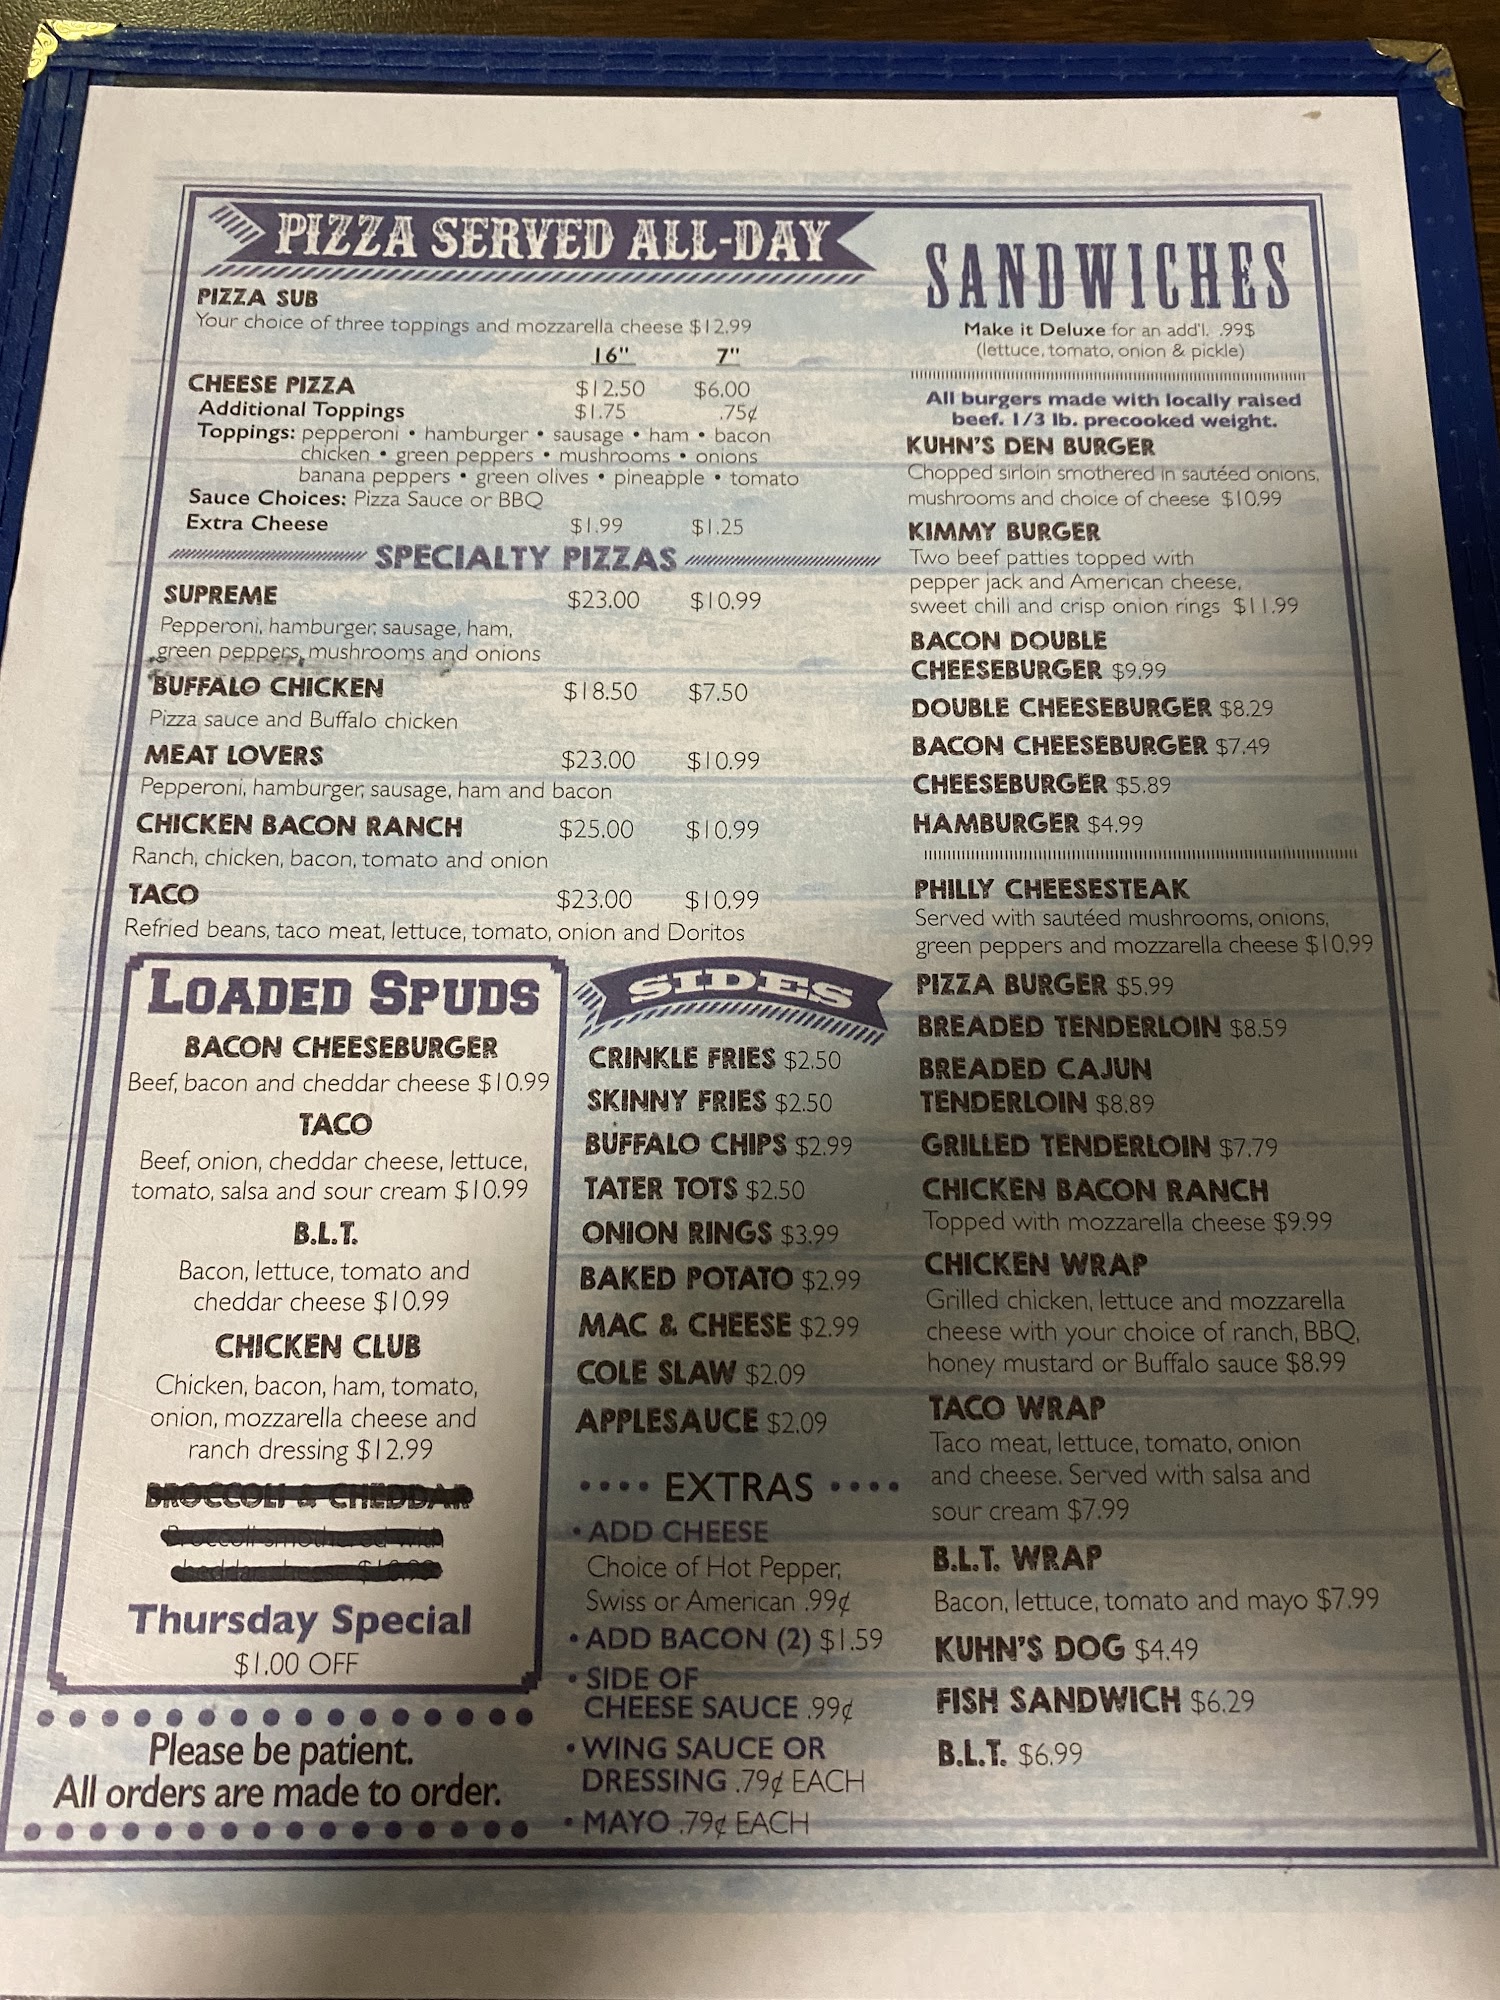 PIZZA SERVED ALL-DAY
PIZZA SUB
Your choice of three toppings and mozzarella cheese $12.99
16" 7"
CHEESE PIZZA $12.50 $6.00
Additional Toppings $1.75 .75¢
Toppings: pepperoni • hamburger • sausage • ham • bacon
chicken • green peppers • mushrooms • onions
banana peppers • green olives • pineapple • tomato
Sauce Choices: Pizza Sauce or BBQ
Extra Cheese $1.99 $1.25
SPECIALTY PIZZAS
SUPREME $23.00 $10.99
Pepperoni, hamburger, sausage, ham,
green peppers, mushrooms and onions
BUFFALO CHICKEN $18.50 $7.50
Pizza sauce and Buffalo chicken
MEAT LOVERS $23.00 $10.99
Pepperoni, hamburger, sausage, ham and bacon
CHICKEN BACON RANCH $25.00 $10.99
Ranch, chicken, bacon, tomato and onion
TACO $23.00 $10.99
Refried beans, taco meat, lettuce, tomato, onion and Doritos
LOADED SPUDS
BACON CHEESEBURGER
Beef, bacon and cheddar cheese $10.99
TACO
Beef, onion, cheddar cheese, lettuce,
tomato, salsa and sour cream $10.99
B.L.T.
Bacon, lettuce, tomato and
cheddar cheese $10.99
CHICKEN CLUB
Chicken, bacon, ham, tomato,
onion, mozzarella cheese and
ranch dressing $12.99
BROCCOLI & CHEDDAR
Broccoli smothered with
cheddar cheese
Thursday Special
$1.00 OFF
Please be patient.
All orders are made to order.
SIDES
CRINKLE FRIES $2.50
SKINNY FRIES $2.50
BUFFALO CHIPS $2.99
TATER TOTS $2.50
ONION RINGS $3.99
BAKED POTATO $2.99
MAC & CHEESE $2.99
COLE SLAW $2.09
APPLESAUCE $2.09
•••• EXTRAS ••••
• ADD CHEESE
Choice of Hot Pepper,
Swiss or American .99¢
• ADD BACON (2) $1.59
• SIDE OF
CHEESE SAUCE .99¢
• WING SAUCE OR
DRESSING .79¢ EACH
• MAYO .79¢ EACH
SANDWICHES
Make it Deluxe for an add'l. .99$
(lettuce, tomato, onion & pickle)
All burgers made with locally raised
beef. 1/3 lb. precooked weight.
KUHN'S DEN BURGER
Chopped sirloin smothered in sautéed onions,
mushrooms and choice of cheese $10.99
KIMMY BURGER
Two beef patties topped with
pepper jack and American cheese,
sweet chili and crisp onion rings $11.99
BACON DOUBLE
CHEESEBURGER $9.99
DOUBLE CHEESEBURGER $8.29
BACON CHEESEBURGER $7.49
CHEESEBURGER $5.89
HAMBURGER $4.99
PHILLY CHEESESTEAK
Served with sautéed mushrooms, onions,
green peppers and mozzarella cheese $10.99
PIZZA BURGER $5.99
BREADED TENDERLOIN $8.59
BREADED CAJUN
TENDERLOIN $8.89
GRILLED TENDERLOIN $7.79
CHICKEN BACON RANCH
Topped with mozzarella cheese $9.99
CHICKEN WRAP
Grilled chicken, lettuce and mozzarella
cheese with your choice of ranch, BBQ,
honey mustard or Buffalo sauce $8.99
TACO WRAP
Taco meat, lettuce, tomato, onion
and cheese. Served with salsa and
sour cream $7.99
B.L.T. WRAP
Bacon, lettuce, tomato and mayo $7.99
KUHN'S DOG $4.49
FISH SANDWICH $6.29
B.L.T. $6.99